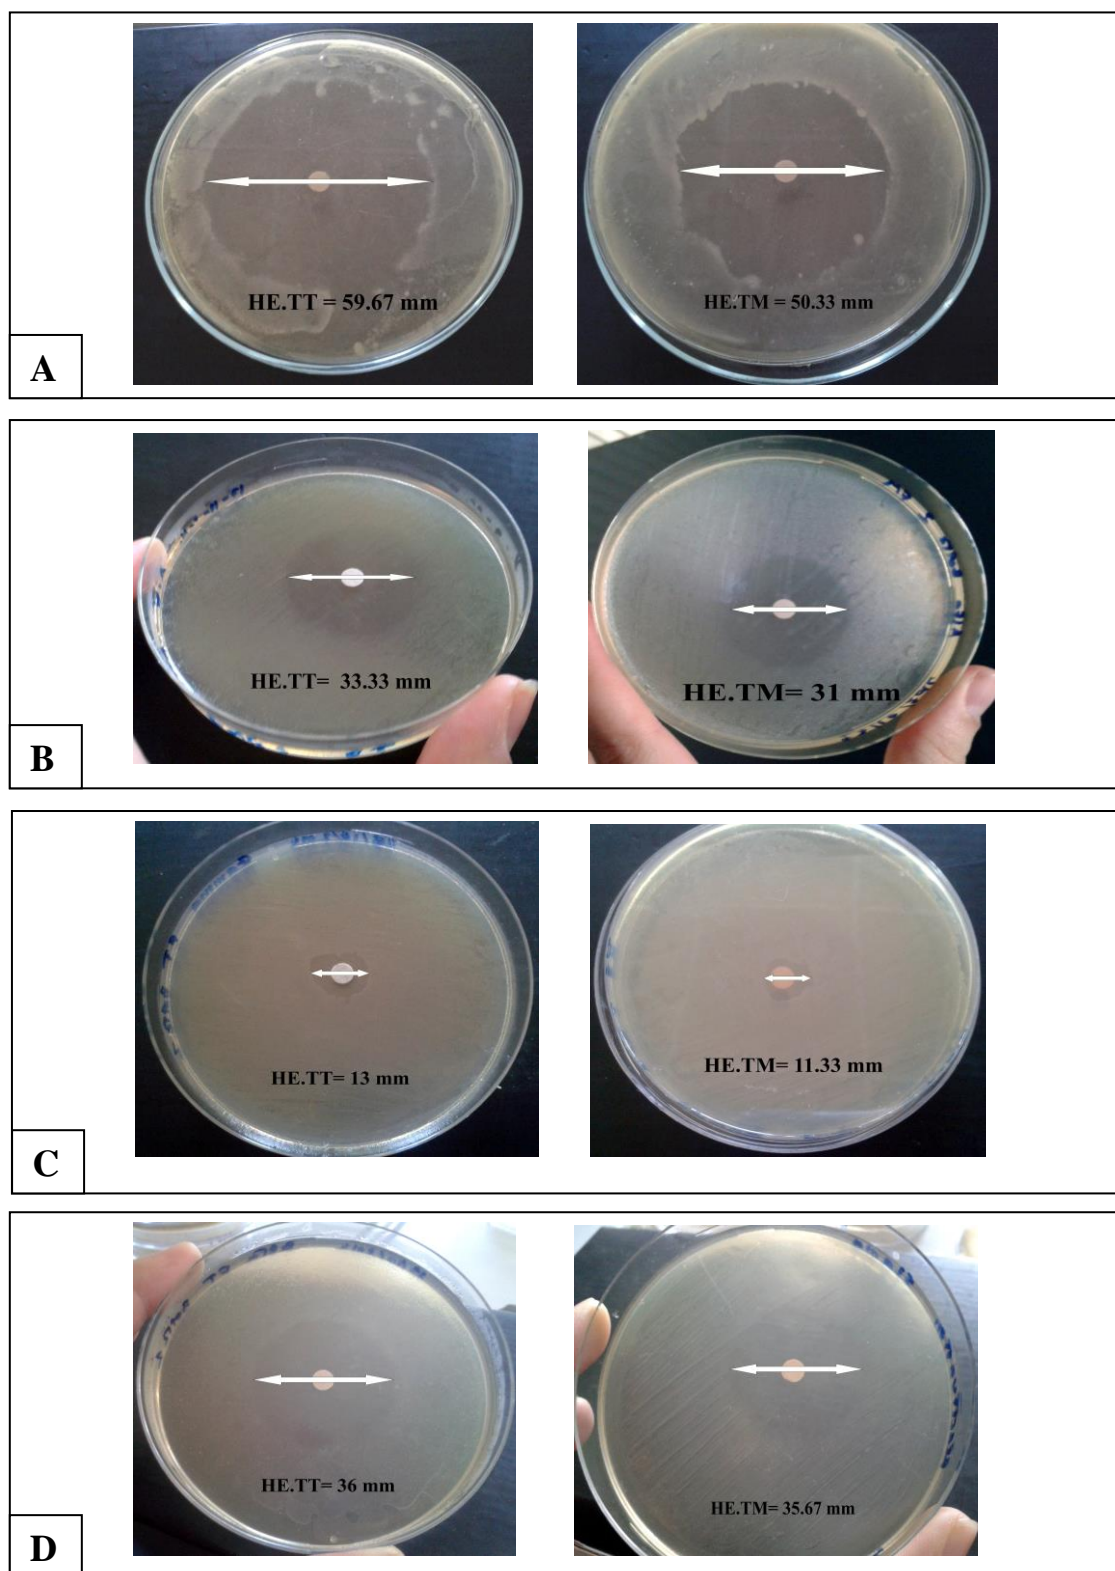 HE.TT = 59.67 mm
HE.TM = 50.33 mm
A
HE.TT= 33.33 mm
HE.TM= 31 mm
B
HE.TT= 13 mm
HE.TM= 11.33 mm
C
HE.TT= 36 mm
HE.TM= 35.67 mm
D